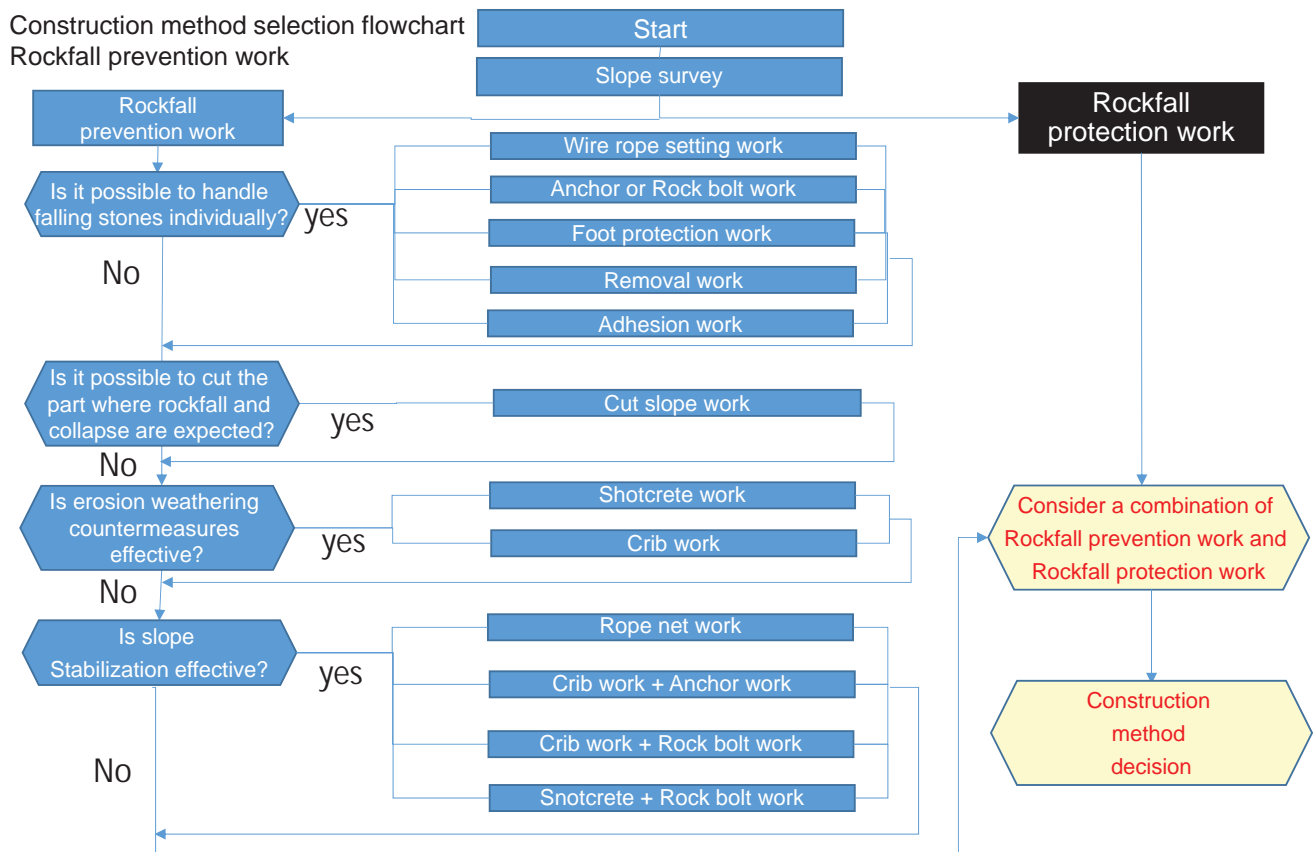 Construction method selection flowchart
Rockfall prevention work
Start
Slope survey
Rockfall
prevention work
Rockfall
protection work
Wire rope setting work
Is it possible to handle
falling stones individually?
yes
Anchor or Rock bolt work
Foot protection work
No
Removal work
Adhesion work
Is it possible to cut the
part where rockfall and
collapse are expected?
yes
Cut slope work
No
Is erosion weathering
countermeasures
effective?
yes
Shotcrete work
Crib work
Consider a combination of
Rockfall prevention work and
Rockfall protection work
No
Is slope
Stabilization effective?
yes
Rope net work
Crib work + Anchor work
Crib work + Rock bolt work
Snotcrete + Rock bolt work
No
Construction
method
decision